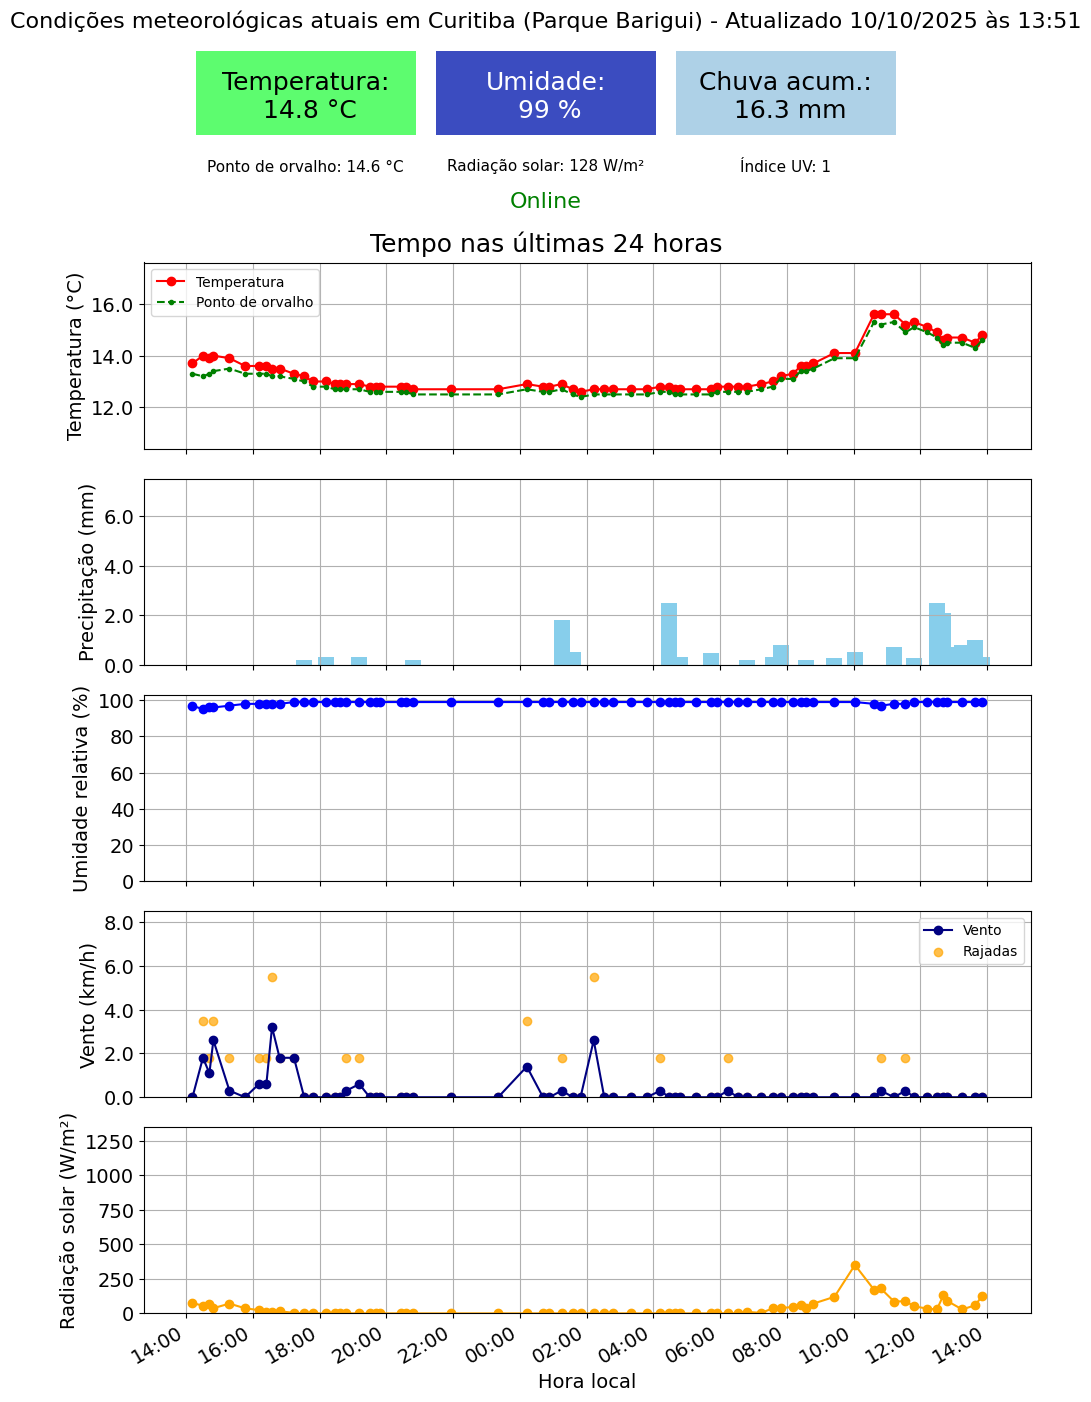 Condições meteorológicas atuais em Curitiba (Parque Barigui) - Atualizado 10/10/2025 às 13:51
Temperatura:
14.8 °C
Umidade:
99 %
Chuva acum.:
16.3 mm
Ponto de orvalho: 14.6 °C
Radiação solar: 128 W/m²
Índice UV: 1
Online
Tempo nas últimas 24 horas
Temperatura (°C)
16.0
14.0
12.0
Temperatura
Ponto de orvalho
Precipitação (mm)
6.0
4.0
2.0
0.0
Umidade relativa (%)
100
80
60
40
20
0
Vento (km/h)
8.0
6.0
4.0
2.0
0.0
Vento
Rajadas
Radiação solar (W/m²)
1250
1000
750
500
250
0
14:00
16:00
18:00
20:00
22:00
00:00
02:00
04:00
06:00
08:00
10:00
12:00
14:00
Hora local